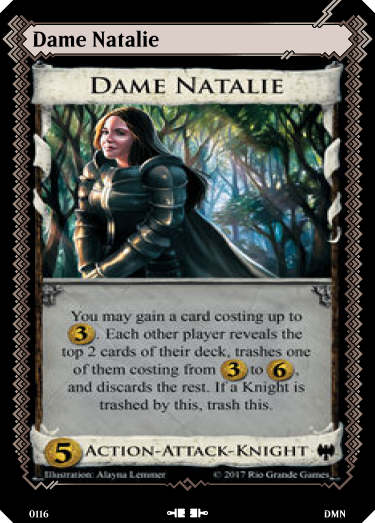 Dame Natalie
DAME NATALIE
You may gain a card costing up to
3. Each other player reveals the
top 2 cards of their deck, trashes one
of them costing from 3 to 6,
and discards the rest. If a Knight is
trashed by this, trash this.
5 ACTION-ATTACK-KNIGHT
Illustration: Alayna Lemmer © 2017 Rio Grande Games
0116 DMN